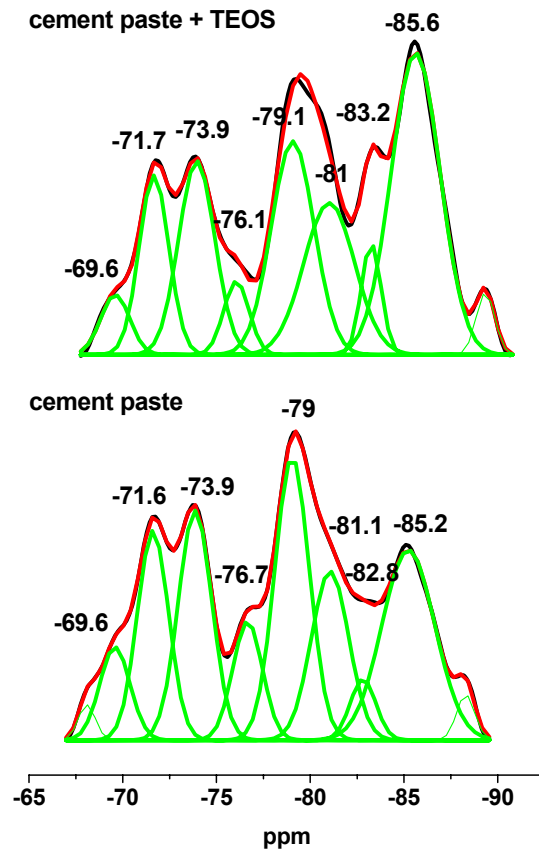 cement paste + TEOS
-85.6
-71.7 -73.9 -79.1 -83.2
-81
-76.1
-69.6
cement paste
-79
-71.6 -73.9
-81.1 -85.2
-76.7 -82.8
-69.6
-65 -70 -75 -80 -85 -90
ppm